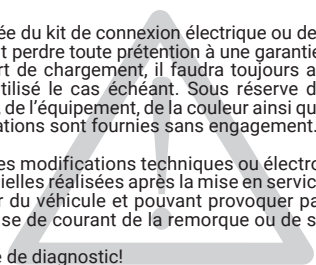 ée du kit de connexion électrique ou de
t perdre toute prétention à une garantie
rt de chargement, il faudra toujours a
tilisé le cas échéant. Sous réserve d
, de l'équipement, de la couleur ainsi qu
ations sont fournies sans engagement.
es modifications techniques ou électro
ielles réalisées après la mise en servic
r du véhicule et pouvant provoquer pa
ise de courant de la remorque ou de s
e de diagnostic!